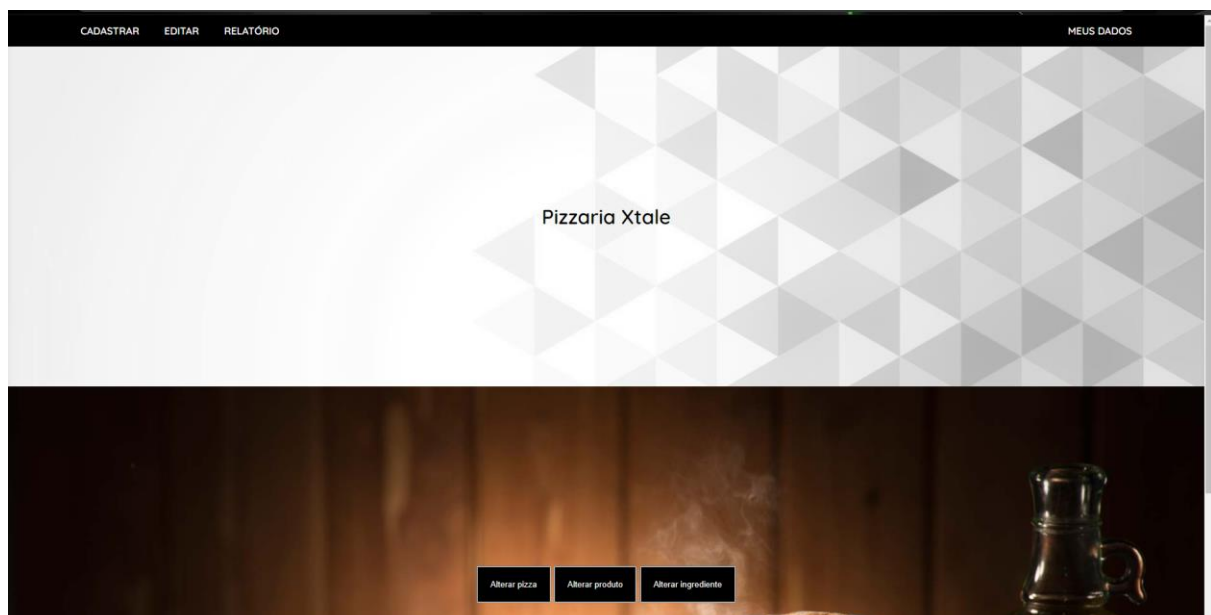 CADASTRAR EDITAR RELATÓRIO MEUS DADOS
Pizzaria Xtale
Alterar pizza Alterar produto Alterar ingrediente